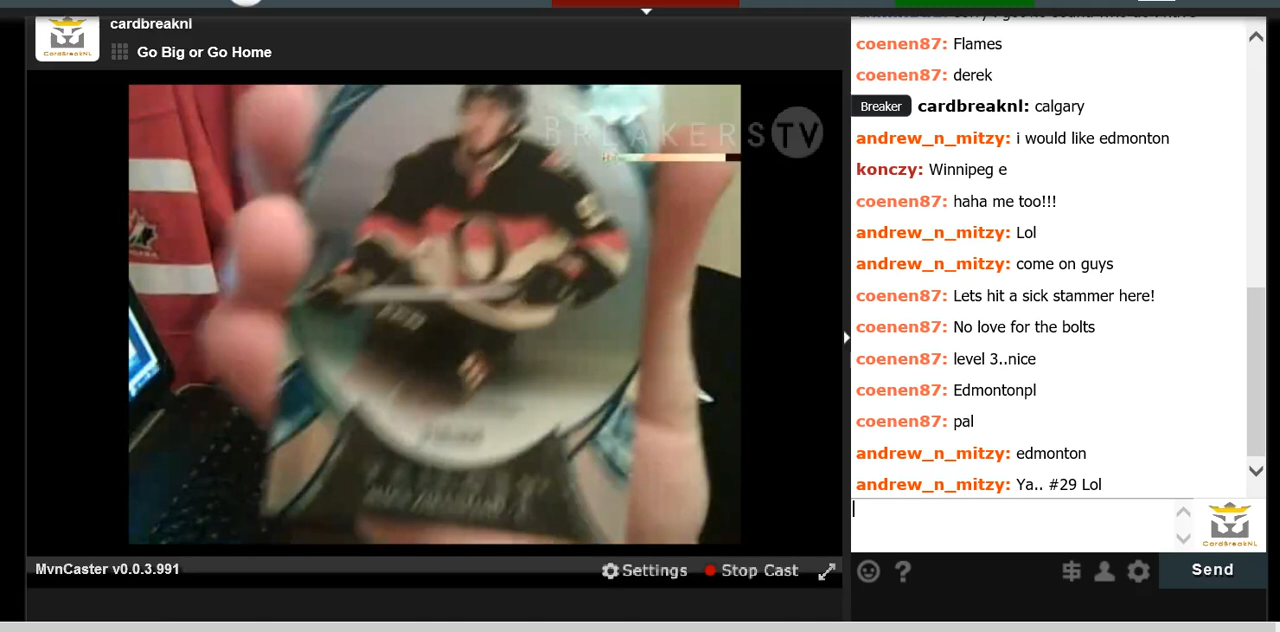 cardbreaknl
CARDBREAKNL
Go Big or Go Home
BREAKERS TV
coenen87: Flames
coenen87: derek
Breaker cardbreaknl: calgary
andrew_n_mitzy: i would like edmonton
konczy: Winnipeg e
coenen87: haha me too!!!
andrew_n_mitzy: Lol
andrew_n_mitzy: come on guys
coenen87: Lets hit a sick stammer here!
coenen87: No love for the bolts
coenen87: level 3..nice
coenen87: Edmontonpl
coenen87: pal
andrew_n_mitzy: edmonton
andrew_n_mitzy: Ya.. #29 Lol
CARDBREAKNL
MvnCaster v0.0.3.991
Settings
Stop Cast
?
Send